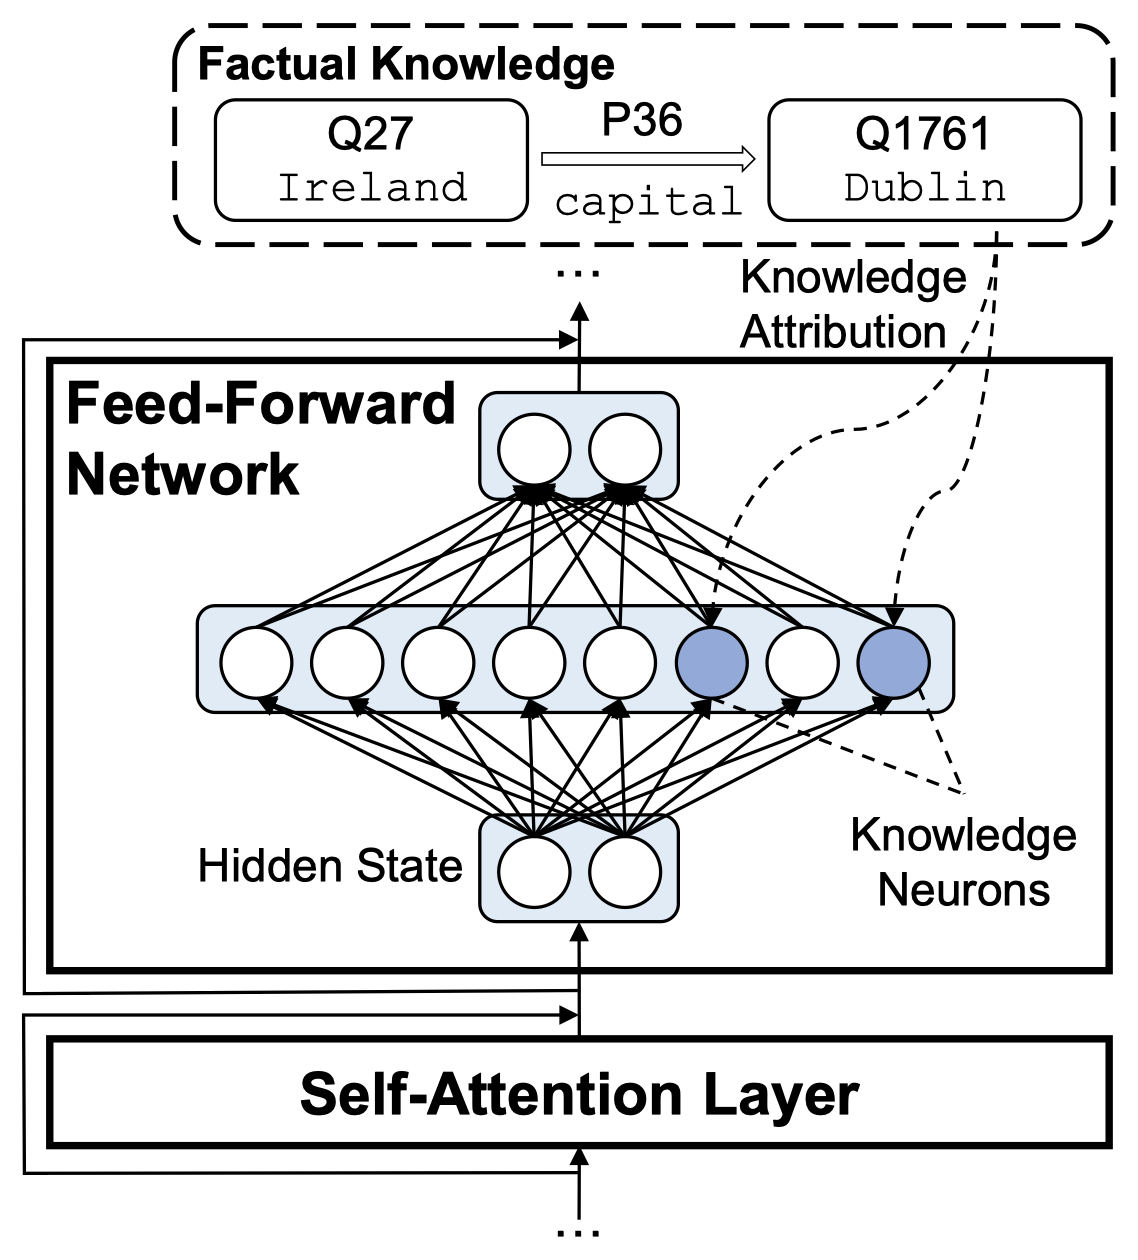 Factual Knowledge
Q27
Ireland
P36
capital
Q1761
Dublin
...
Knowledge
Attribution
Feed-Forward
Network
Hidden State
Knowledge
Neurons
Self-Attention Layer
...